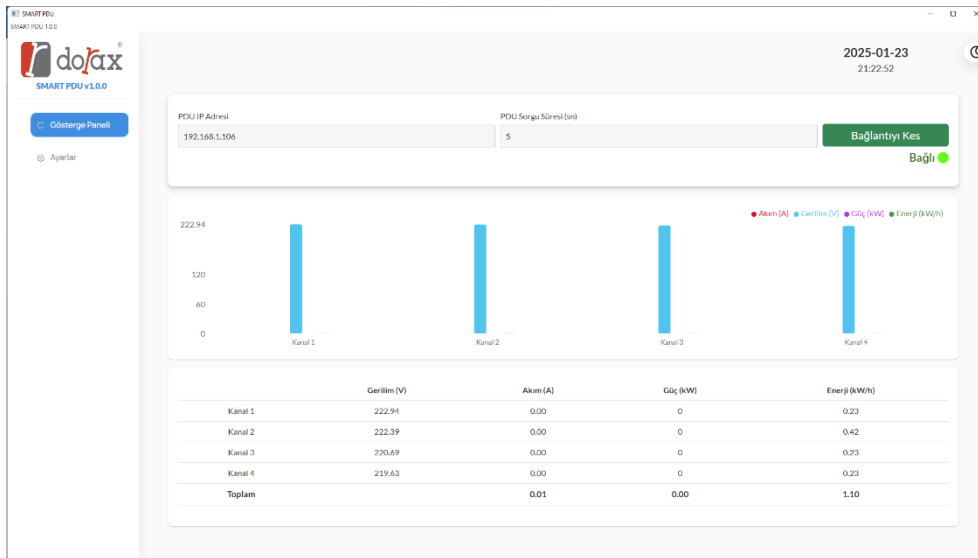 SMART PDU
SMART PDU 1.0.0
dorax®
SMART PDU v1.0.0
Gösterge Paneli
Ayarlar
2025-01-23
21:22:52
PDU IP Adresi
PDU Sorgu Süresi (sn)
192.168.1.106
5
Bağlantıyı Kes
Bağlı
Akım (A) Gerilim (V) Güç (kW) Enerji (kW/h)
222.94
120
60
0
Kanal 1 Kanal 2 Kanal 3 Kanal 4
Gerilim (V) Akım (A) Güç (kW) Enerji (kW/h)
Kanal 1 222.94 0.00 0 0.23
Kanal 2 222.39 0.00 0 0.42
Kanal 3 220.69 0.00 0 0.23
Kanal 4 219.63 0.00 0 0.23
Toplam 0.01 0.00 1.10